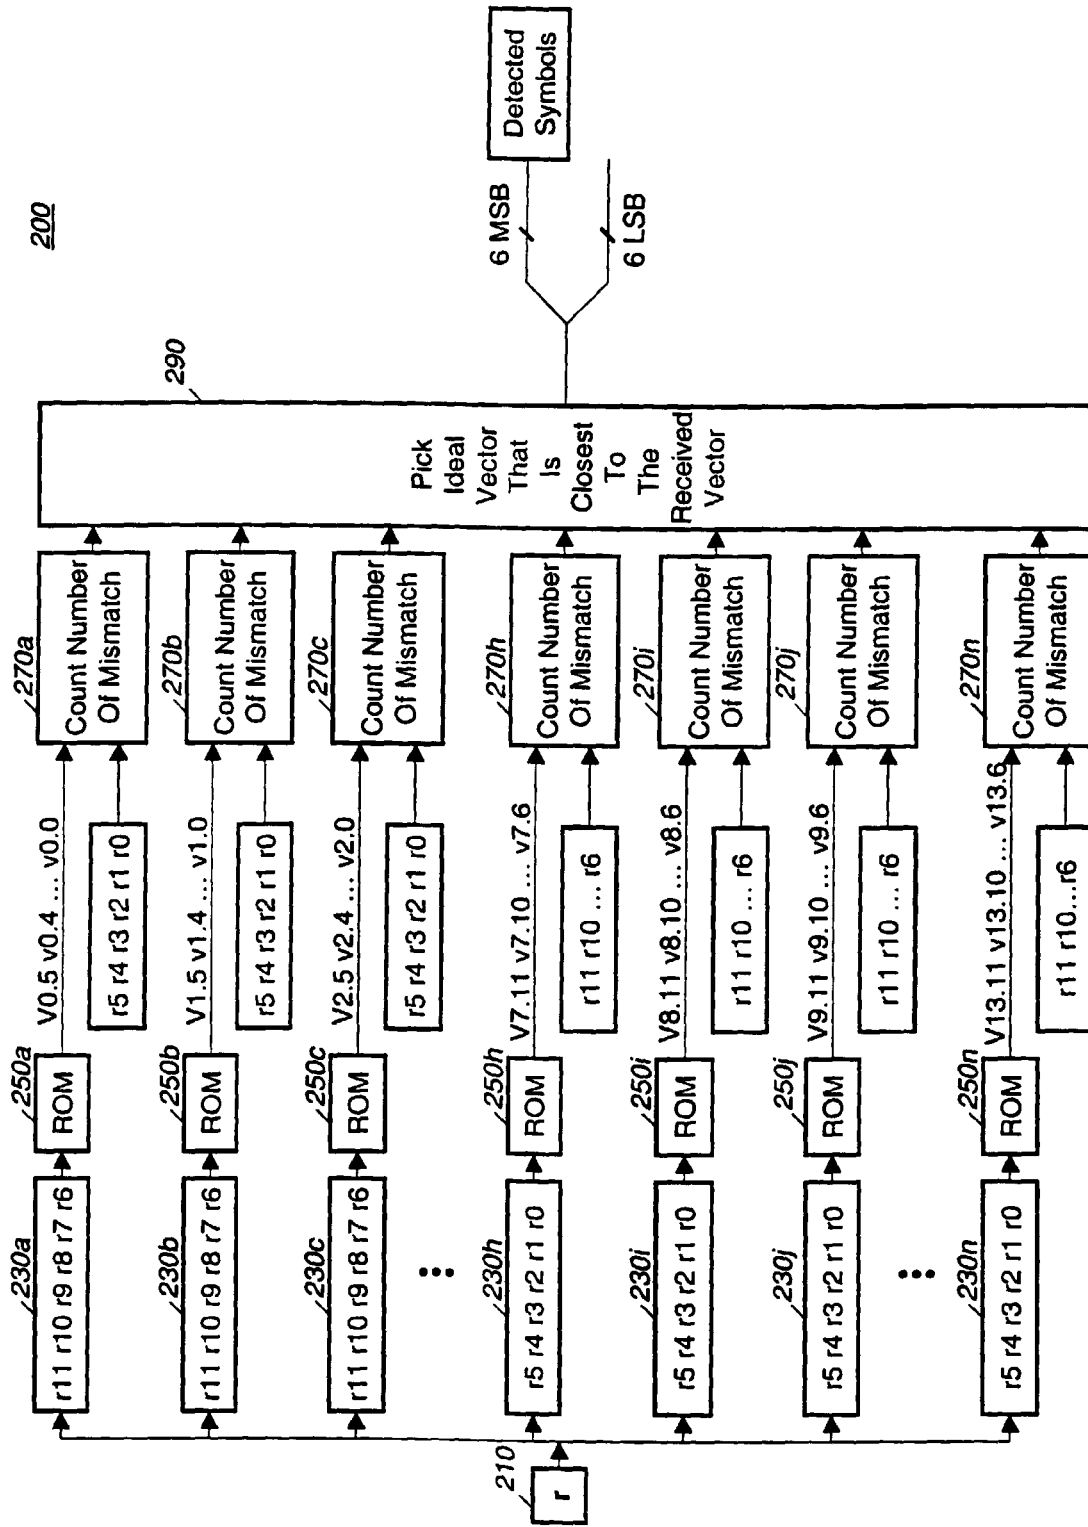 200
210
r
230a
r11 r10 r9 r8 r7 r6
250a
ROM
V0.5 v0.4 ... v0.0
r5 r4 r3 r2 r1 r0
270a
Count Number
Of Mismatch
230b
r11 r10 r9 r8 r7 r6
250b
ROM
V1.5 v1.4 ... v1.0
r5 r4 r3 r2 r1 r0
270b
Count Number
Of Mismatch
230c
r11 r10 r9 r8 r7 r6
250c
ROM
V2.5 v2.4 ... v2.0
r5 r4 r3 r2 r1 r0
270c
Count Number
Of Mismatch
230h
r5 r4 r3 r2 r1 r0
250h
ROM
V7.11 v7.10 ... v7.6
r11 r10 ... r6
270h
Count Number
Of Mismatch
230i
r5 r4 r3 r2 r1 r0
250i
ROM
V8.11 v8.10 ... v8.6
r11 r10 ... r6
270i
Count Number
Of Mismatch
230j
r5 r4 r3 r2 r1 r0
250j
ROM
V9.11 v9.10 ... v9.6
r11 r10 ... r6
270j
Count Number
Of Mismatch
230n
r5 r4 r3 r2 r1 r0
250n
ROM
V13.11 v13.10 ... v13.6
r11 r10...r6
270n
Count Number
Of Mismatch
290
Pick
Ideal
Vector
That
Is
Closest
To
The
Received
Vector
6 MSB
6 LSB
Detected
Symbols